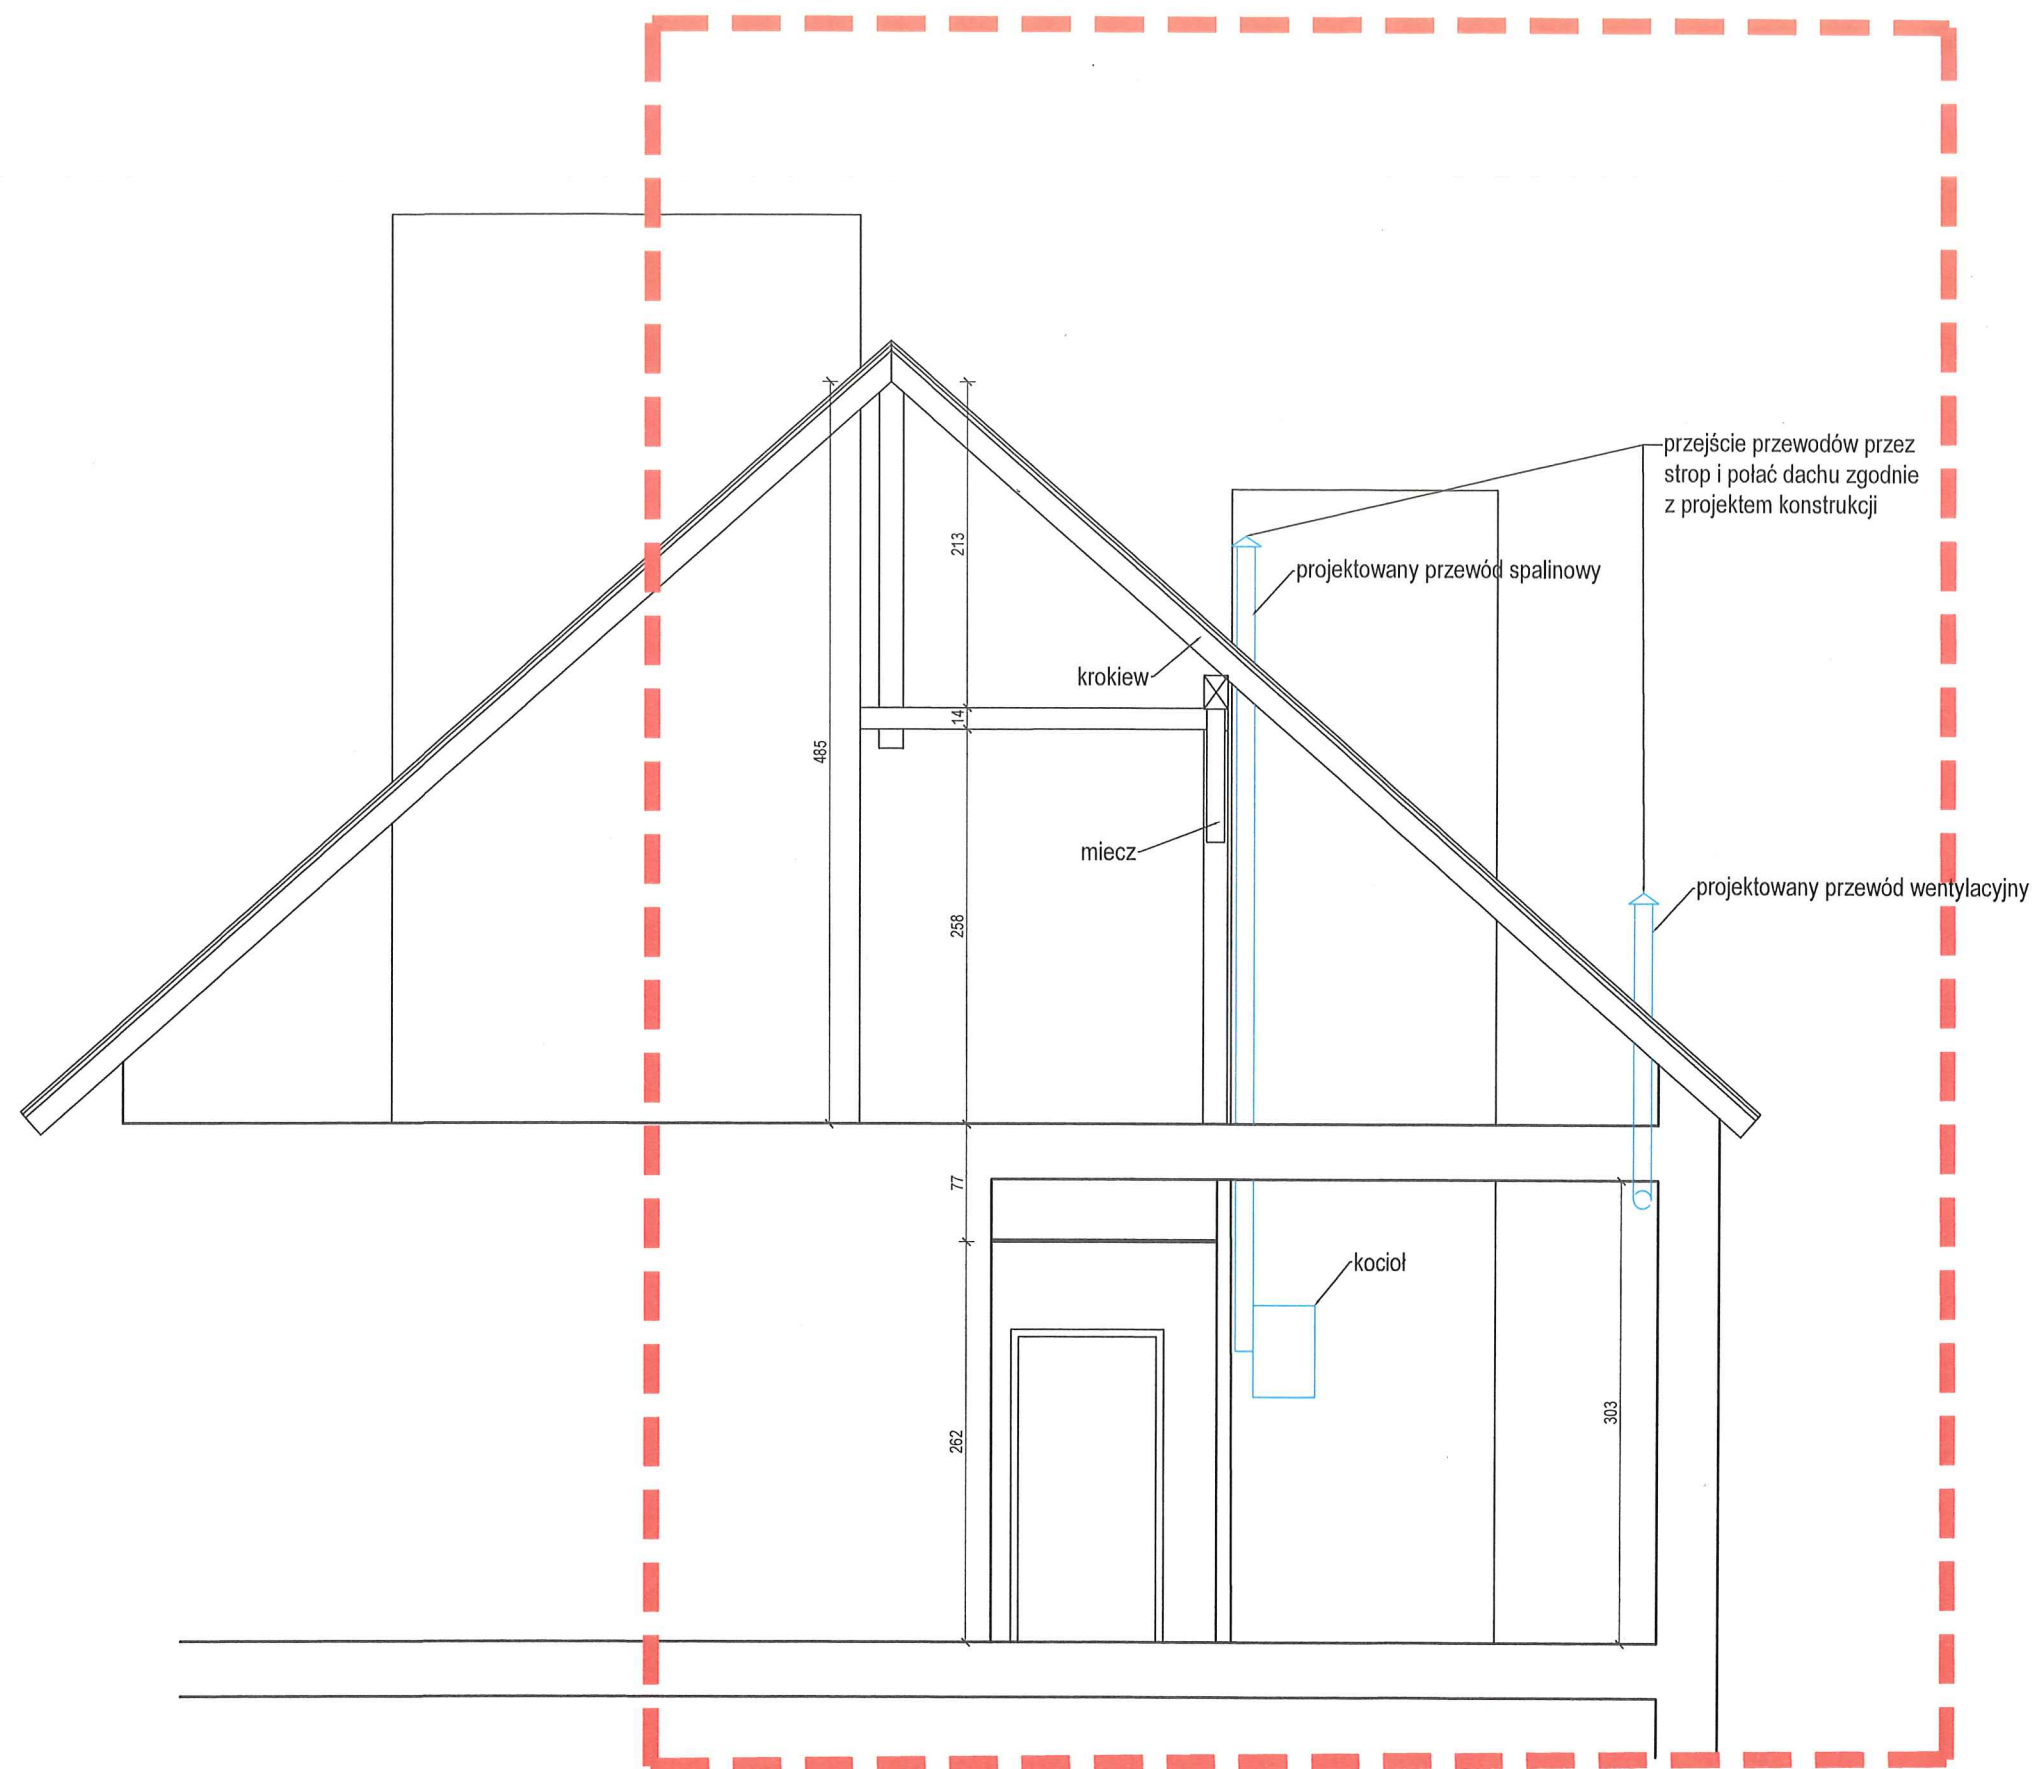 przejście przewodów przez
strop i połać dachu zgodnie
z projektem konstrukcji
213
projektowany przewód spalinowy
krokiew
14
485
miecz
projektowany przewód wentylacyjny
258
77
kocioł
303
262